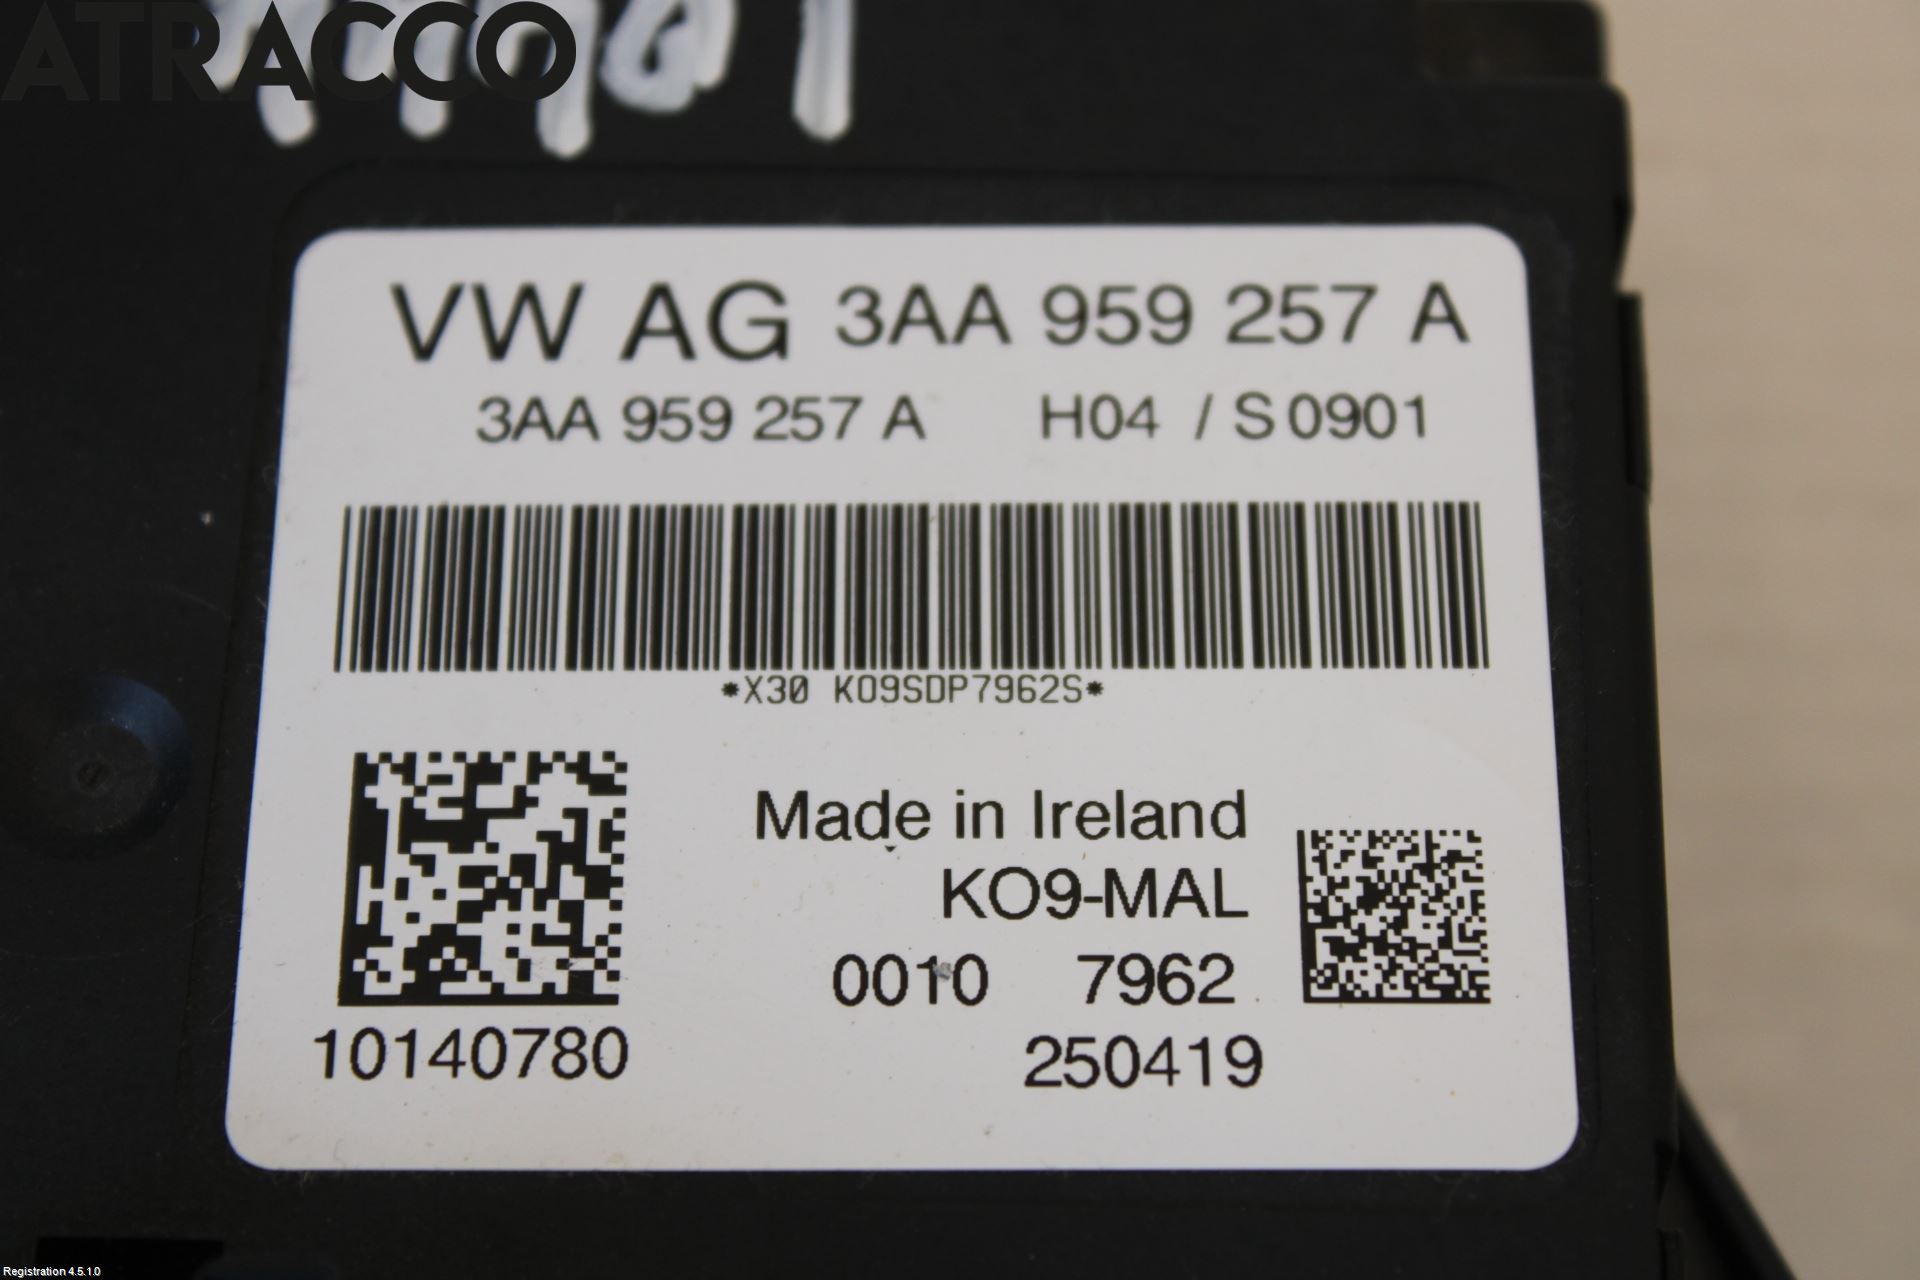 ATRACCO
VW AG 3AA 959 257 A
3AA 959 257 A H04 / S0901
*X30 K09SDP7962S*
Made in Ireland
KO9-MAL
0010 7962
10140780
250419
Registration 4.5.1.0